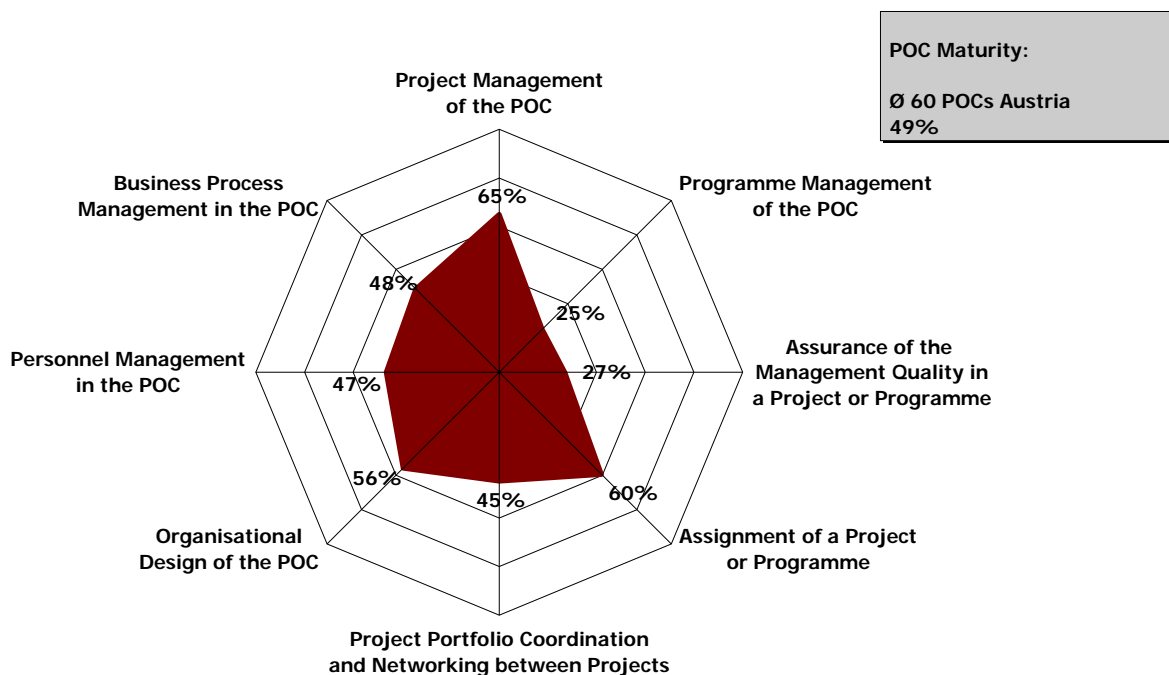 POC Maturity:
Ø 60 POCs Austria
49%
Project Management
of the POC
65%
Programme Management
of the POC
25%
Assurance of the
Management Quality in
a Project or Programme
27%
Assignment of a Project
or Programme
60%
Project Portfolio Coordination
and Networking between Projects
45%
Organisational
Design of the POC
56%
Personnel Management
in the POC
47%
Business Process
Management in the POC
48%